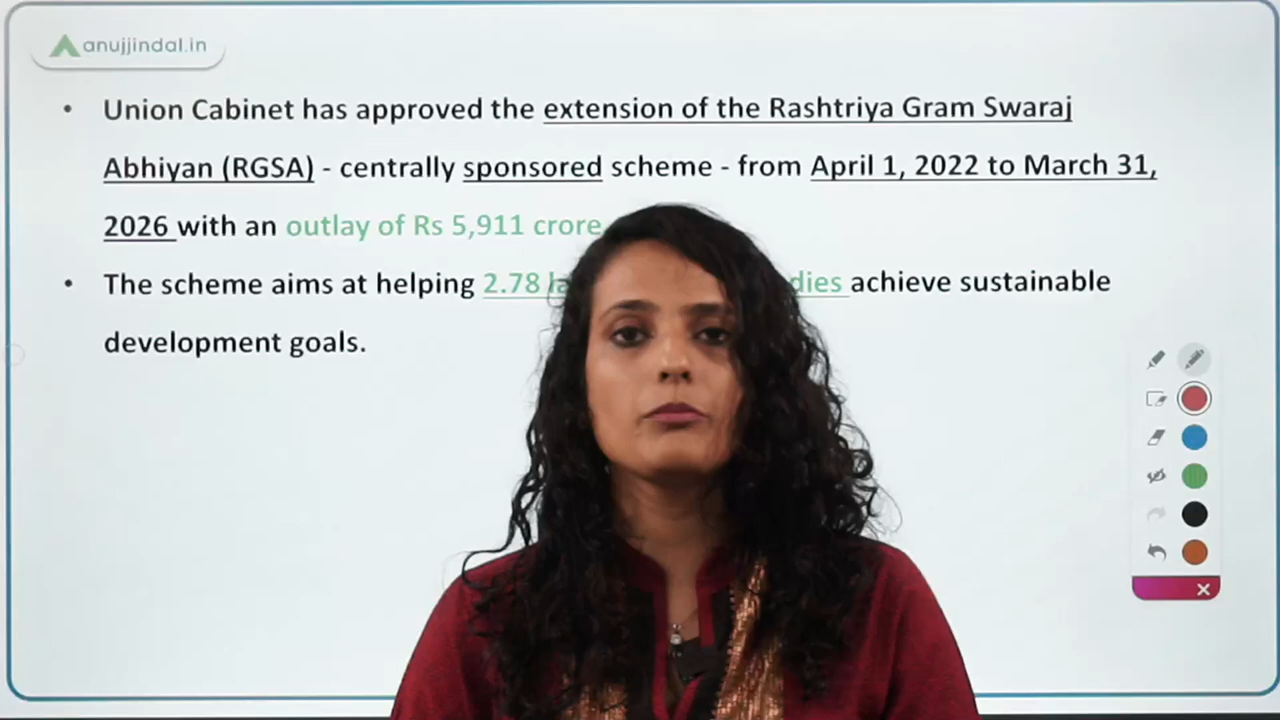 anujjindal.in
• Union Cabinet has approved the extension of the Rashtriya Gram Swaraj
Abhiyan (RGSA) - centrally sponsored scheme - from April 1, 2022 to March 31,
2026 with an outlay of Rs 5,911 crore
• The scheme aims at helping 2.78 achieve sustainable
development goals.